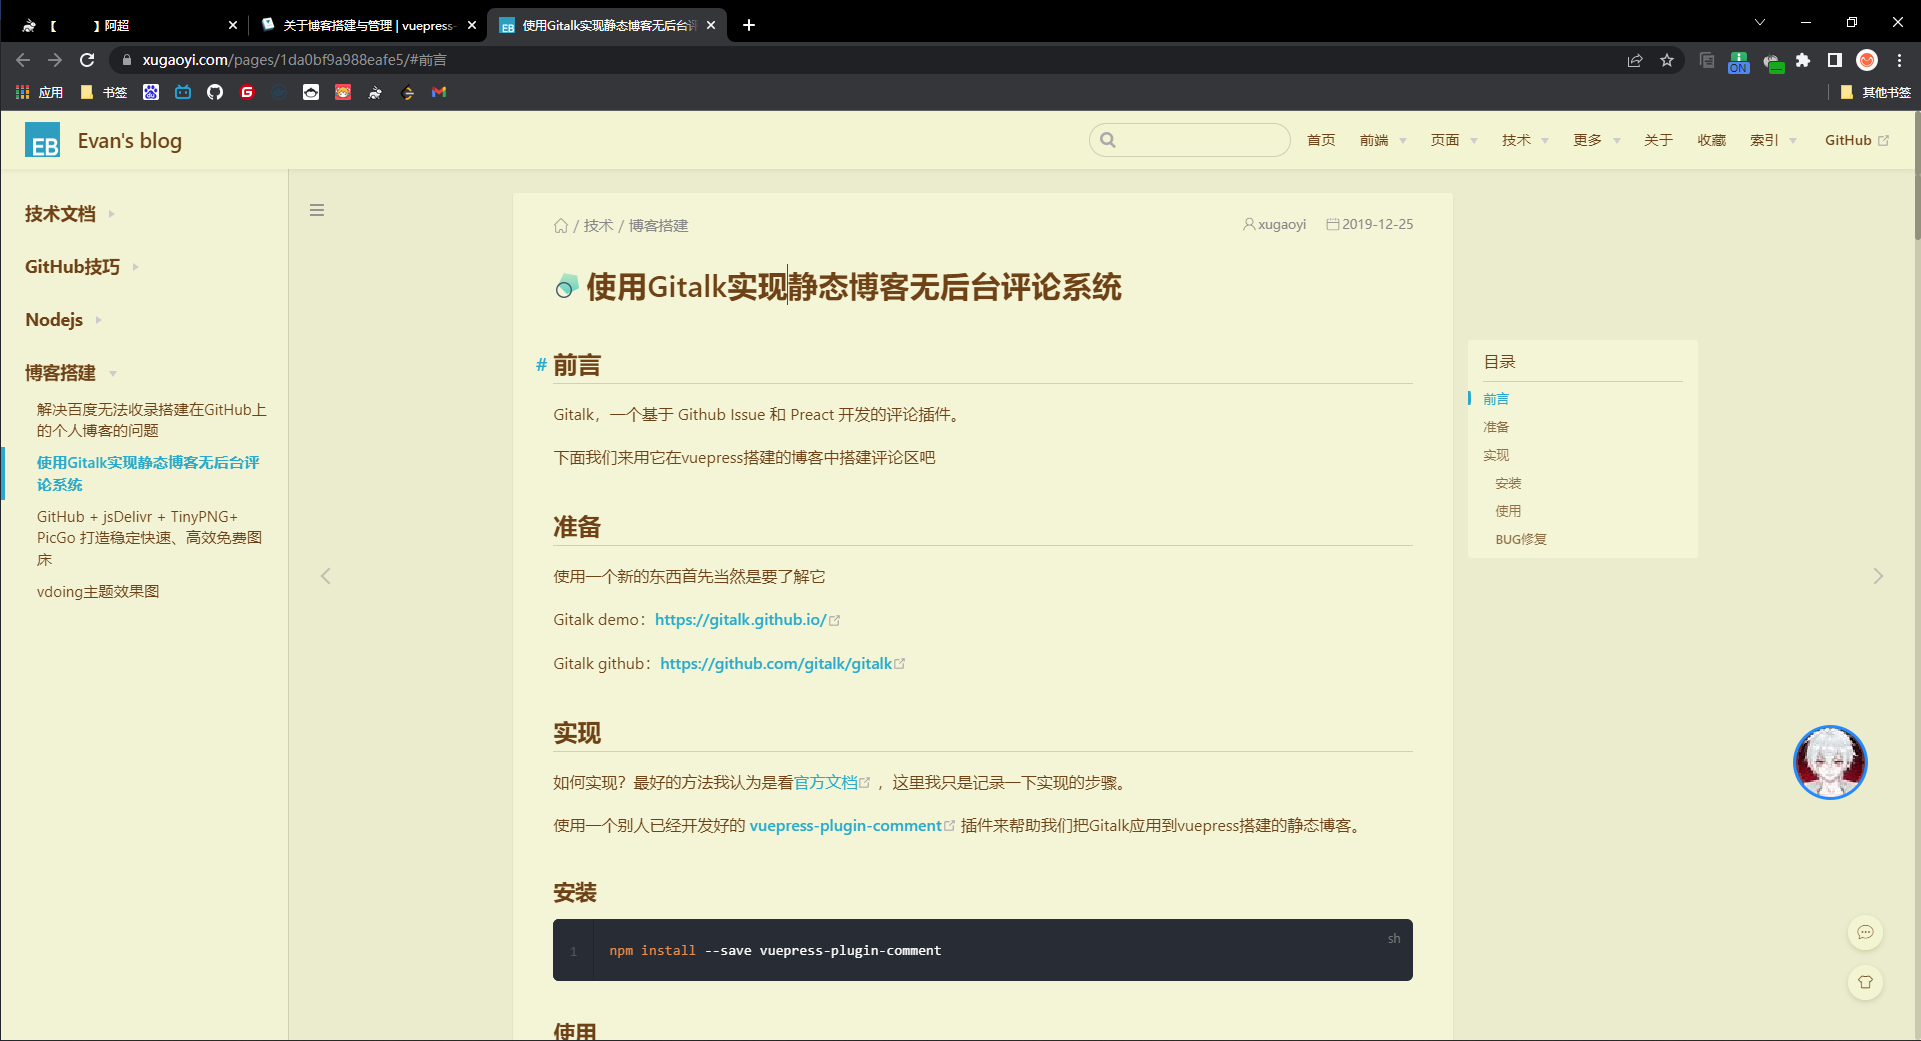 【 】阿超
关于博客搭建与管理 | vuepress-
使用Gitalk实现静态博客无后台评
xugaoyi.com/pages/1da0bf9a988eafe5/#前言
ON
应用
书签
其他书签
EB
Evan's blog
首页
前端
页面
技术
更多
关于
收藏
索引
GitHub
技术文档
GitHub技巧
Nodejs
博客搭建
解决百度无法收录搭建在GitHub上
的个人博客的问题
使用Gitalk实现静态博客无后台评
论系统
GitHub + jsDelivr + TinyPNG+
PicGo 打造稳定快速、高效免费图
床
vdoing主题效果图
/ 技术 / 博客搭建
xugaoyi
2019-12-25
使用Gitalk实现静态博客无后台评论系统
# 前言
Gitalk，一个基于 Github Issue 和 Preact 开发的评论插件。
下面我们来用它在vuepress搭建的博客中搭建评论区吧
准备
使用一个新的东西首先当然是要了解它
Gitalk demo：https://gitalk.github.io/
Gitalk github：https://github.com/gitalk/gitalk
实现
如何实现？最好的方法我认为是看官方文档 ，这里我只是记录一下实现的步骤。
使用一个别人已经开发好的 vuepress-plugin-comment 插件来帮助我们把Gitalk应用到vuepress搭建的静态博客。
安装
sh
1 npm install --save vuepress-plugin-comment
使用
目录
前言
准备
实现
安装
使用
BUG修复